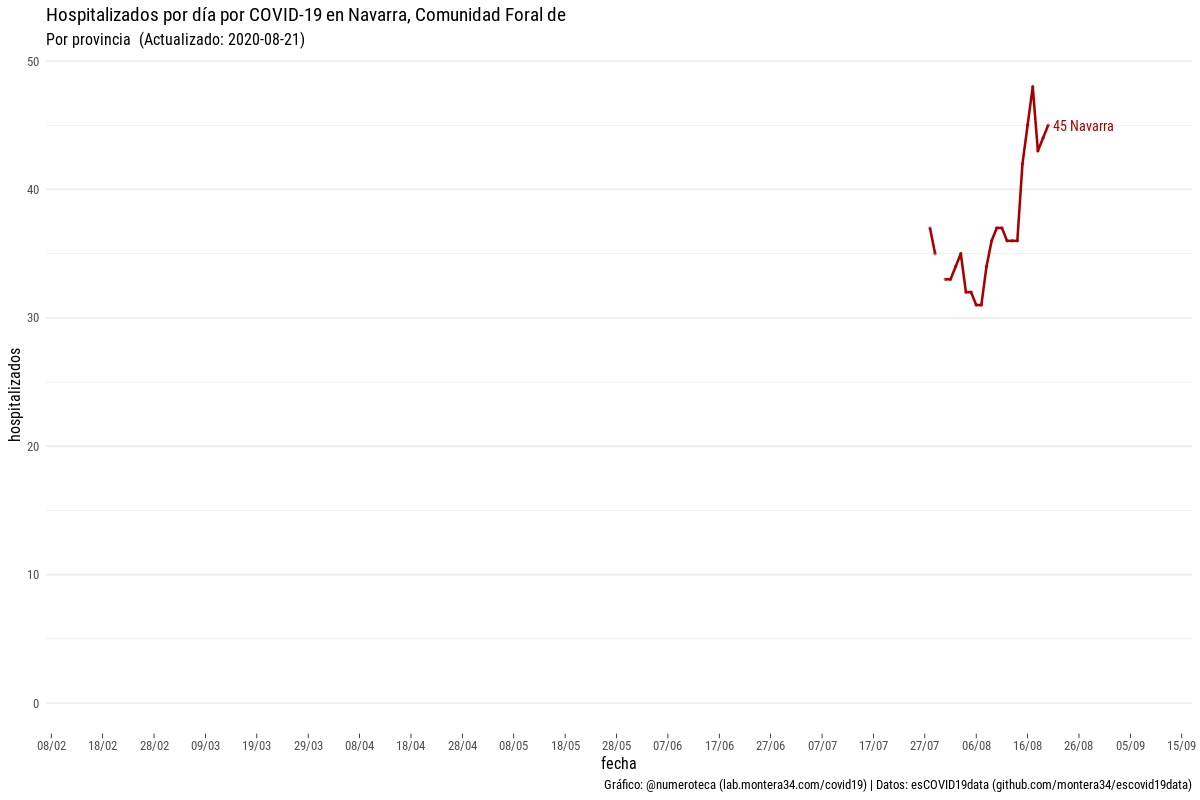 Hospitalizados por día por COVID-19 en Navarra, Comunidad Foral de
Por provincia  (Actualizado: 2020-08-21)
50
40
30
20
10
0
hospitalizados
45 Navarra
08/02 18/02 28/02 09/03 19/03 29/03 08/04 18/04 28/04 08/05 18/05 28/05 07/06 17/06 27/06 07/07 17/07 27/07 06/08 16/08 26/08 05/09 15/09
fecha
Gráfico: @numeroteca (lab.montera34.com/covid19) | Datos: esCOVID19data (github.com/montera34/escovid19data)